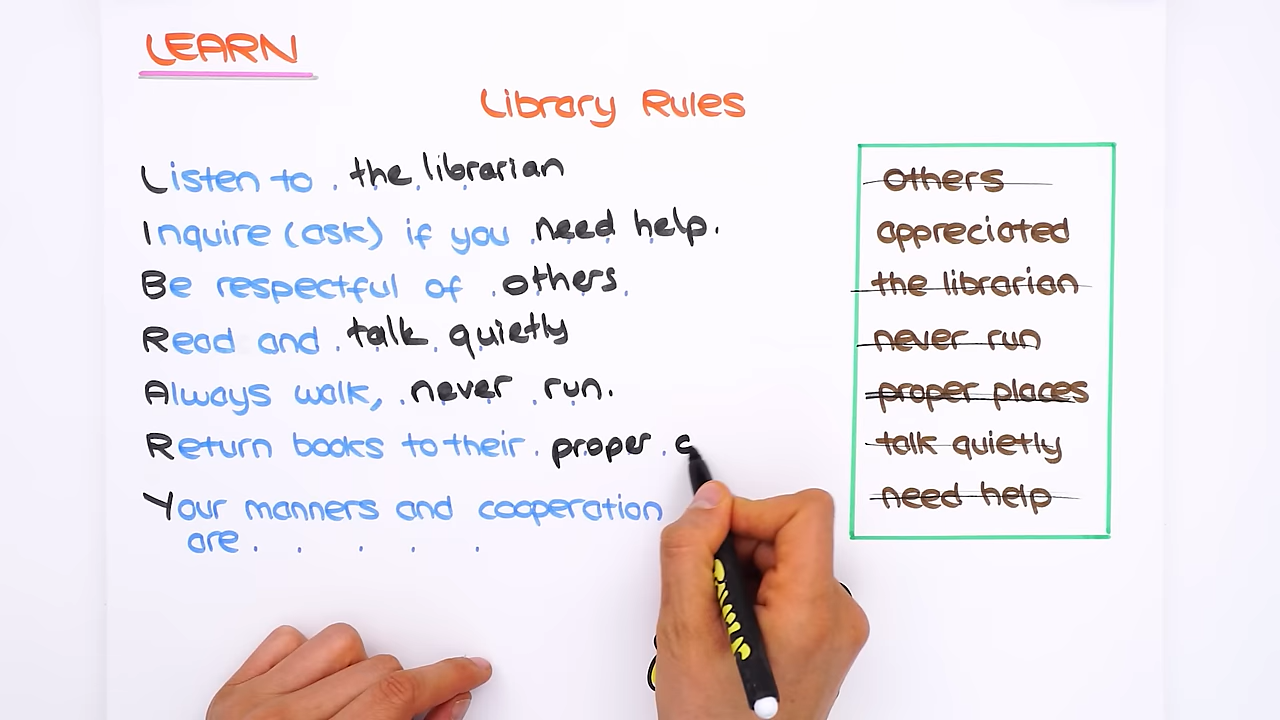 LEARN
Library Rules
Listen to . the librarian
Inquire (ask) if you need help.
Be respectful of . others.
Read and . talk quietly
Always walk, . never run.
Return books to their . proper
Your manners and cooperation
are . . . . .
others
appreciated
the librarian
never run
proper places
talk quietly
need help